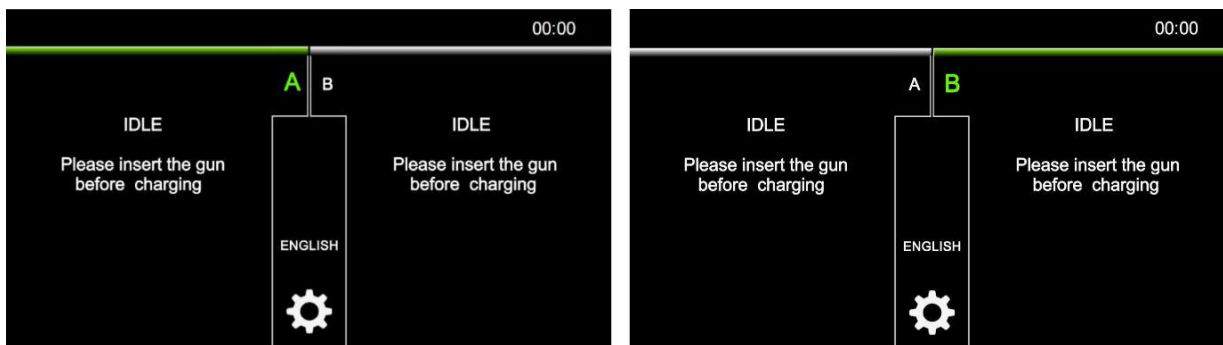 00:00
A B
IDLE
Please insert the gun
before charging
IDLE
Please insert the gun
before charging
ENGLISH
00:00
A B
IDLE
Please insert the gun
before charging
IDLE
Please insert the gun
before charging
ENGLISH